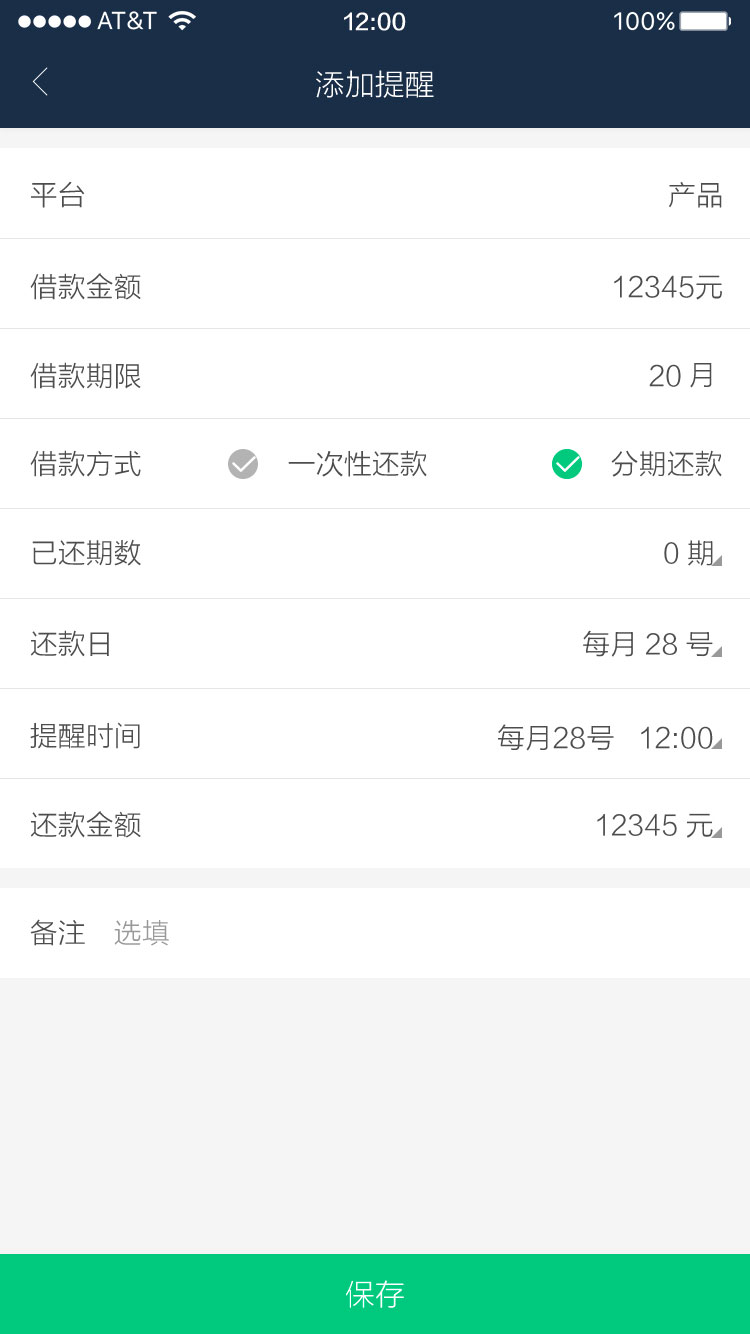 AT&T 12:00 100%
添加提醒
平台 产品
借款金额 12345元
借款期限 20 月
借款方式 一次性还款 分期还款
已还期数 0 期
还款日 每月 28 号
提醒时间 每月28号 12:00
还款金额 12345 元
备注 选填
保存